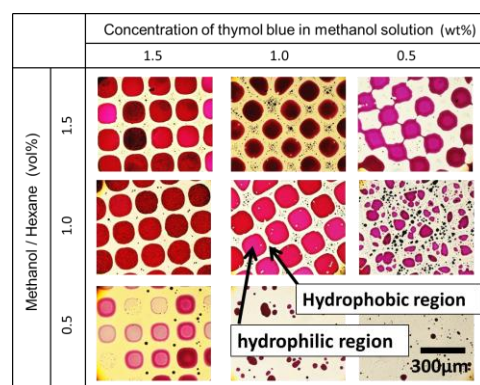 Concentration of thymol blue in methanol solution (wt%)
1.5 1.0 0.5
Methanol / Hexane (vol%)
1.5
1.0
0.5
Hydrophobic region
hydrophilic region
300μm